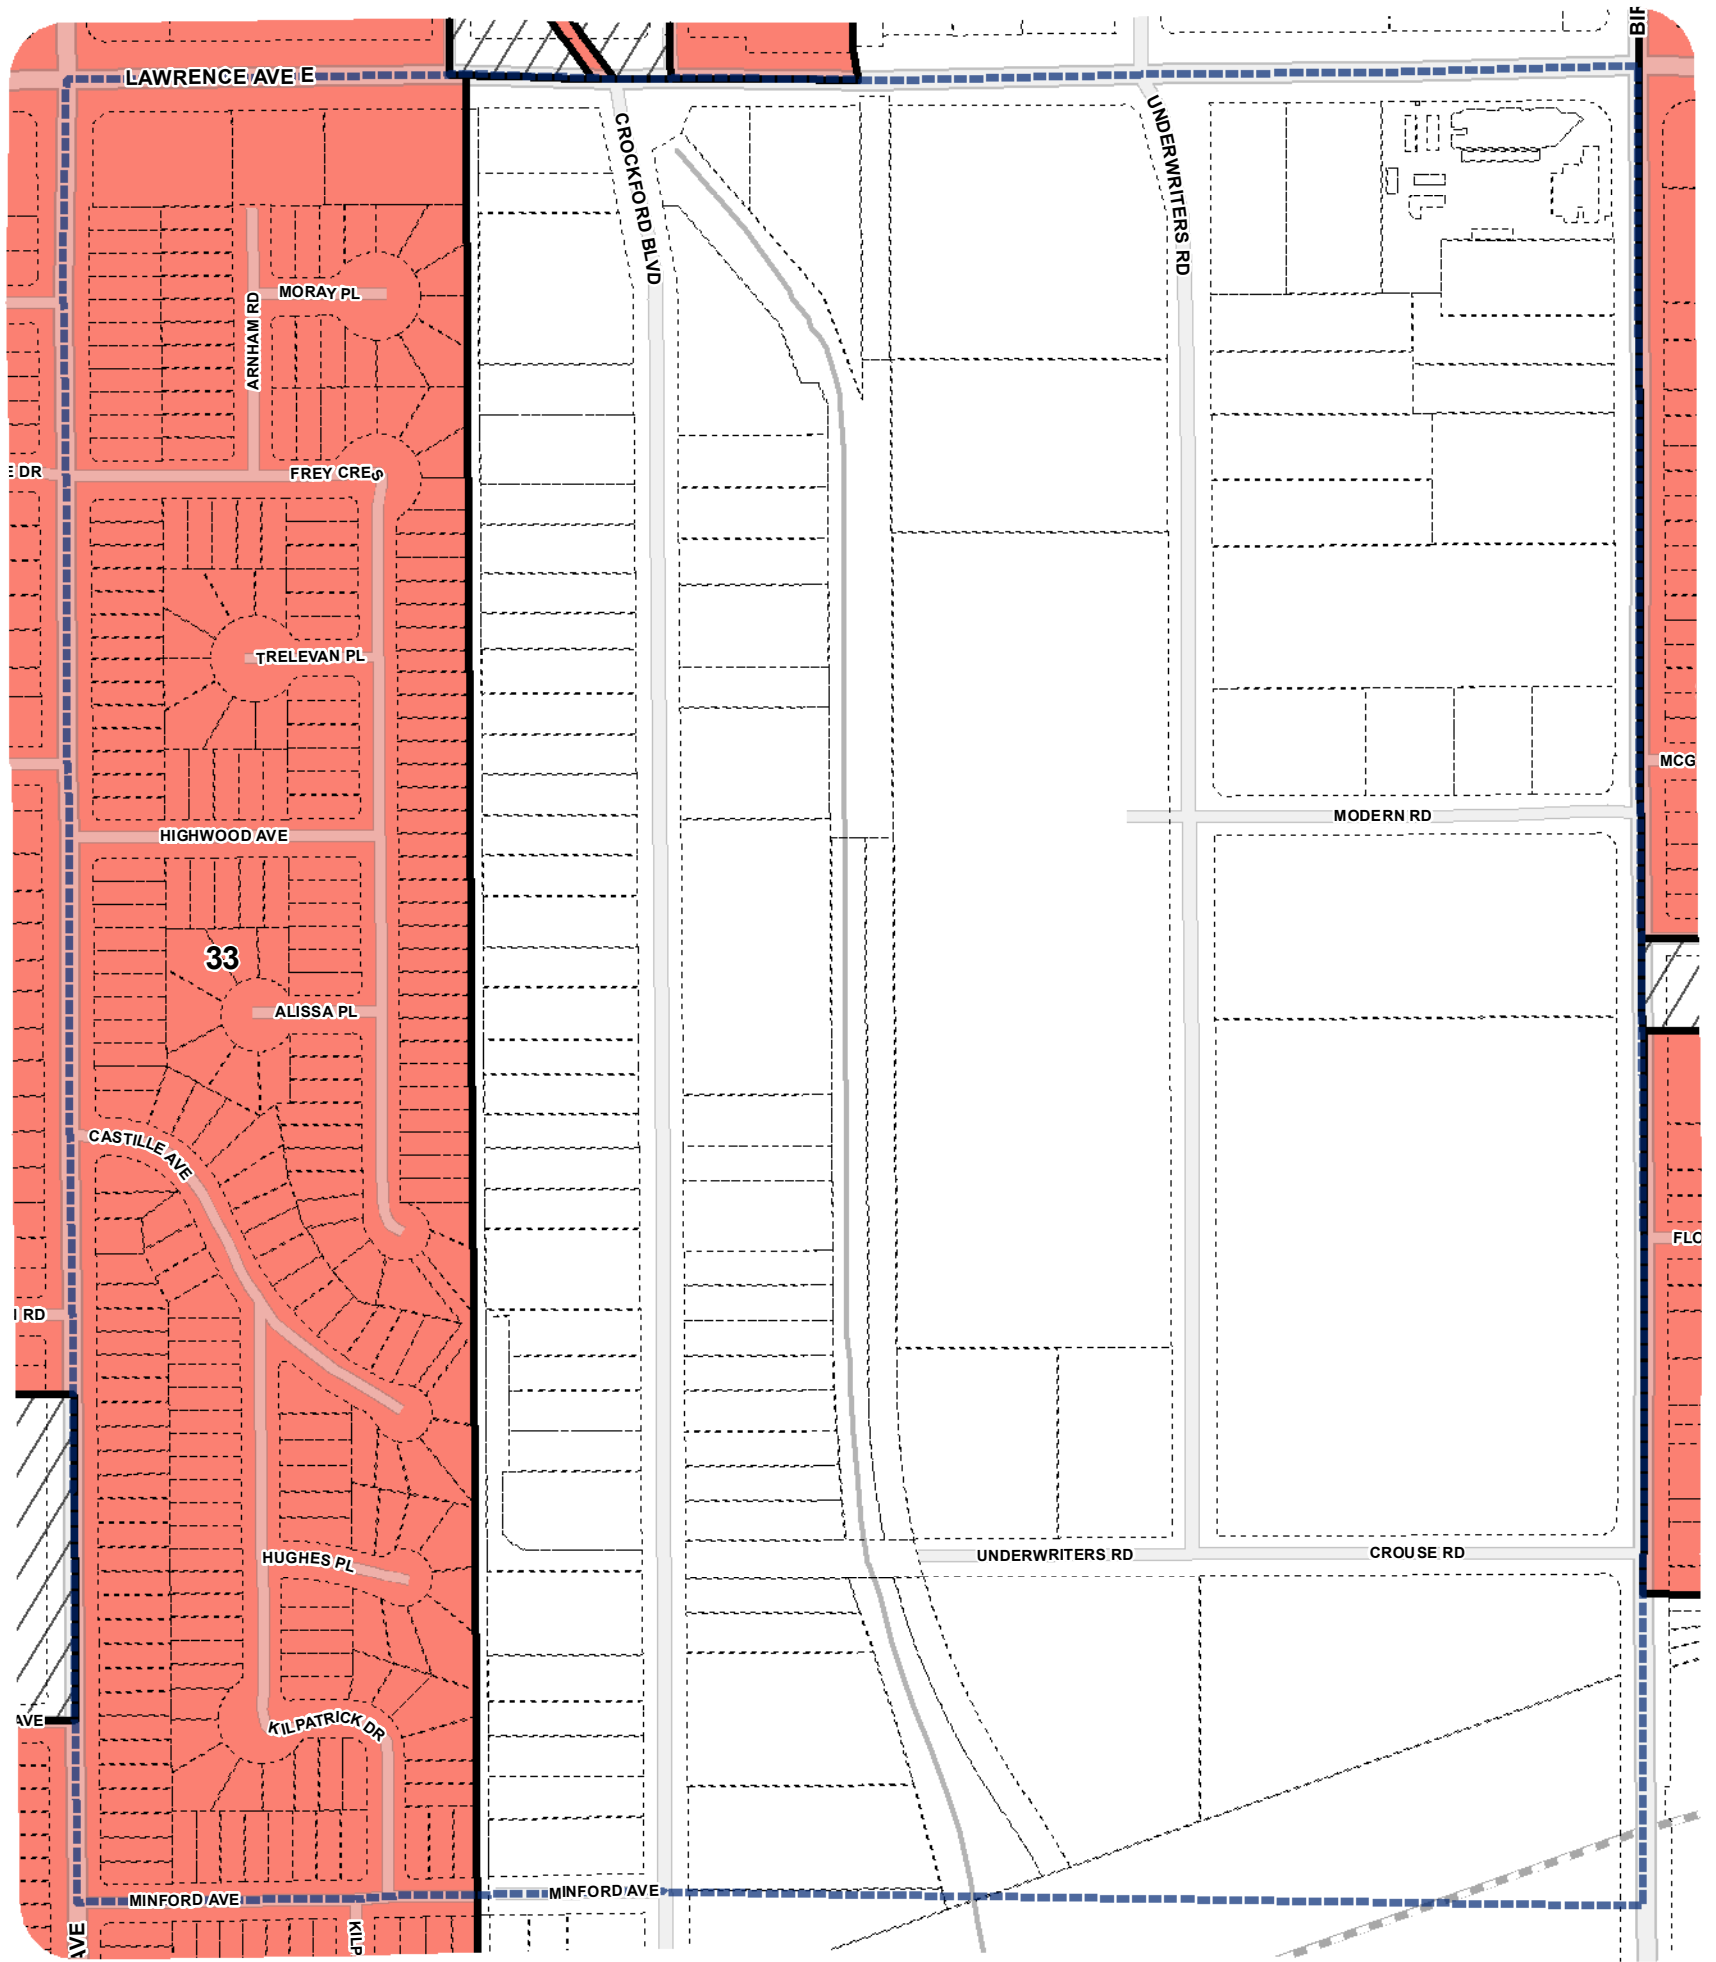 BIR
LAWRENCE AVE E
CROCKFORD BLVD
UNDERWRITERS RD
MORAY PL
ARNHAM RD
E DR
FREY CRES
TRELEVAN PL
MCG
MODERN RD
HIGHWOOD AVE
33
ALISSA PL
CASTILLE AVE
FLO
RD
UNDERWRITERS RD
CROUSE RD
HUGHES PL
AVE
KILPATRICK DR
MINFORD AVE
MINFORD AVE
AVE
KILP